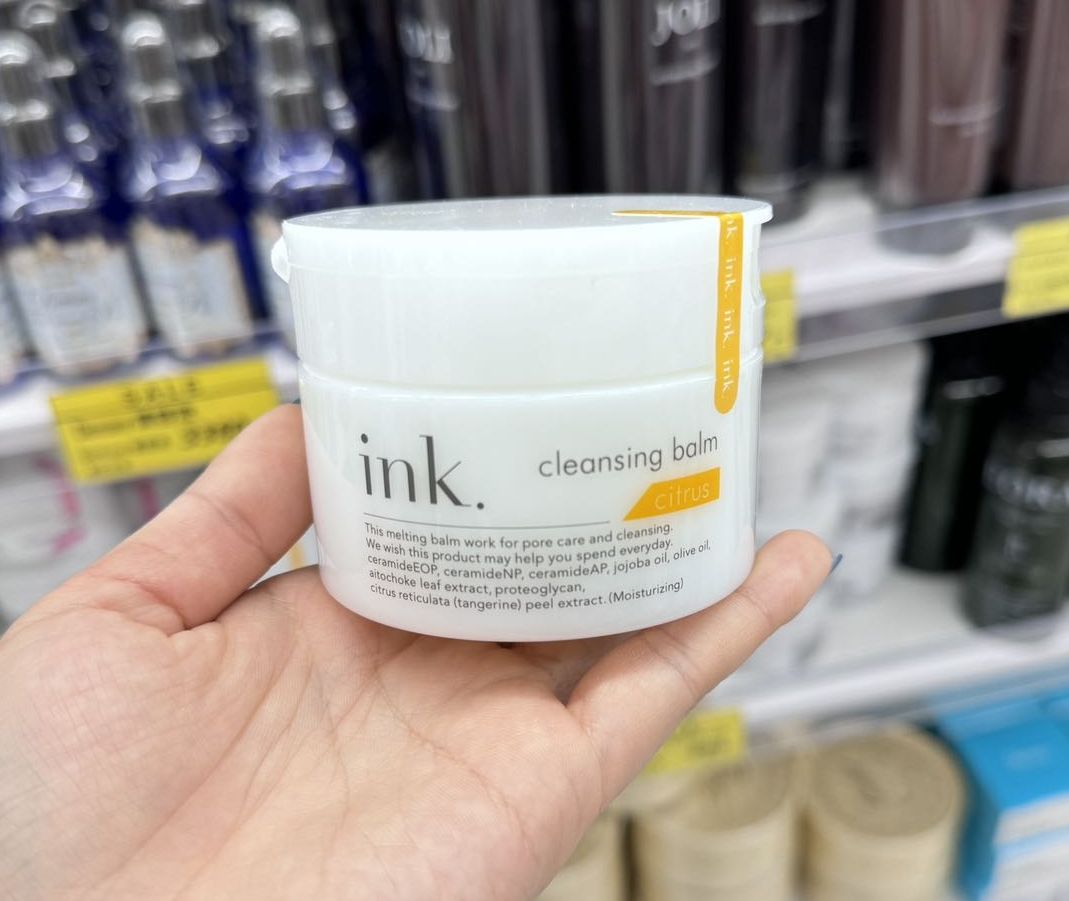 ink. ink. ink.
ink.
cleansing balm
citrus
This melting balm work for pore care and cleansing.
We wish this product may help you spend everyday.
ceramideEOP, ceramideNP, ceramideAP, jojoba oil, olive oil,
aitochoke leaf extract, proteoglycan,
citrus reticulata (tangerine) peel extract. (Moisturizing)
SALE